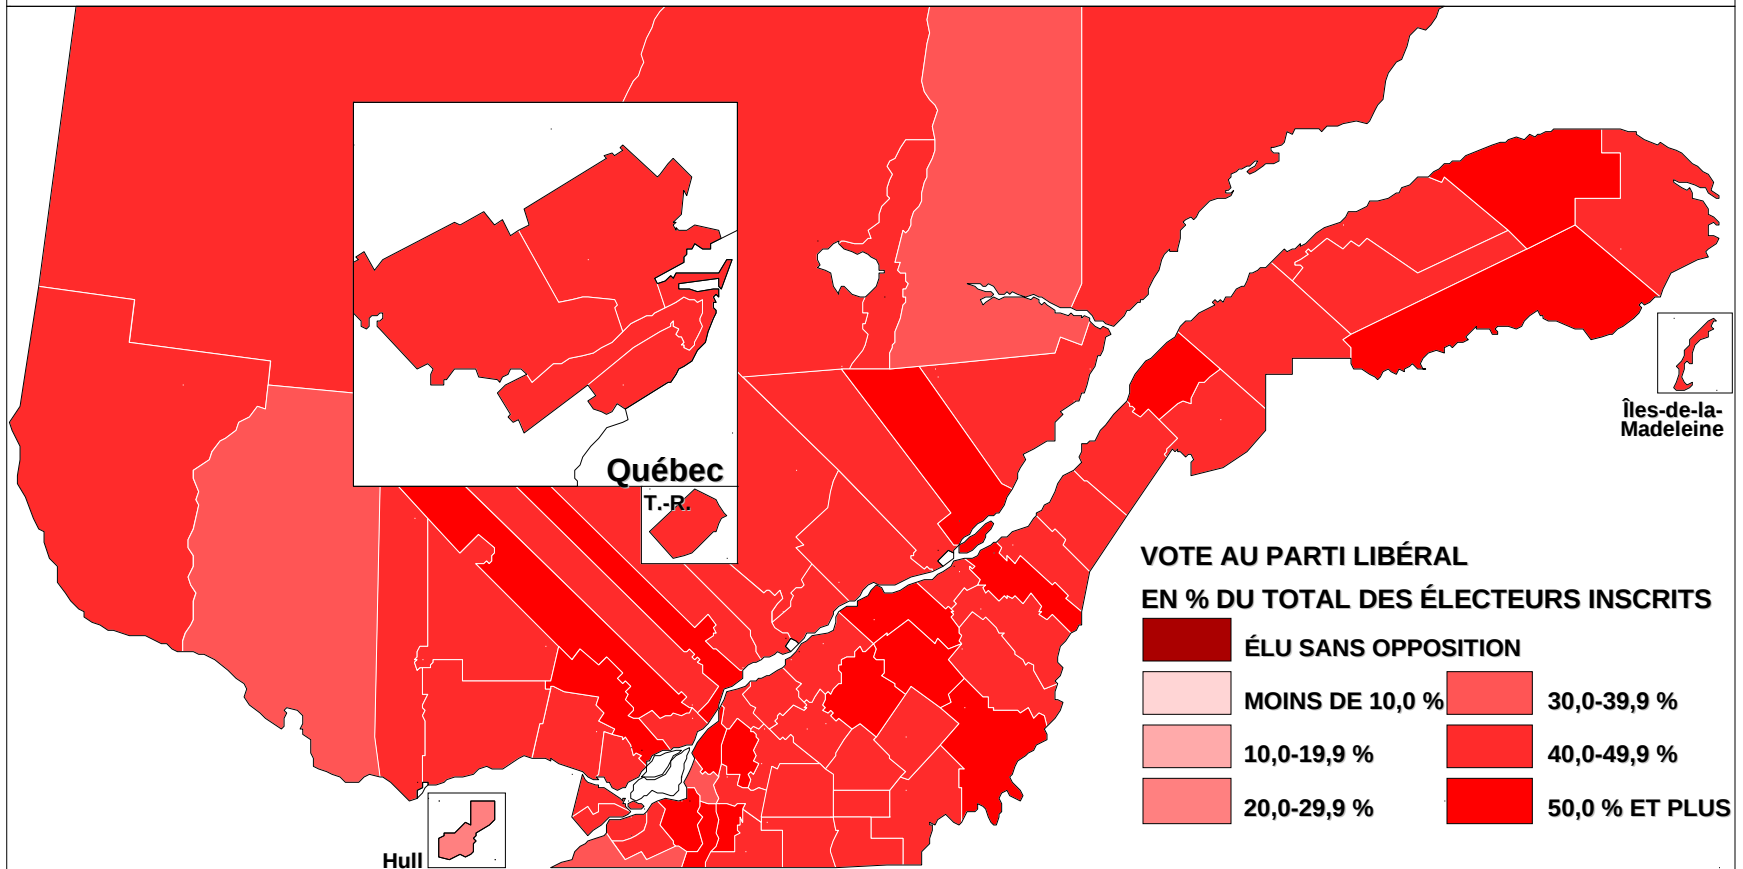 Québec
T.-R.
Îles-de-la-
Madeleine
Hull
VOTE AU PARTI LIBÉRAL
EN % DU TOTAL DES ÉLECTEURS INSCRITS
ÉLU SANS OPPOSITION
MOINS DE 10,0 %
30,0-39,9 %
10,0-19,9 %
40,0-49,9 %
20,0-29,9 %
50,0 % ET PLUS